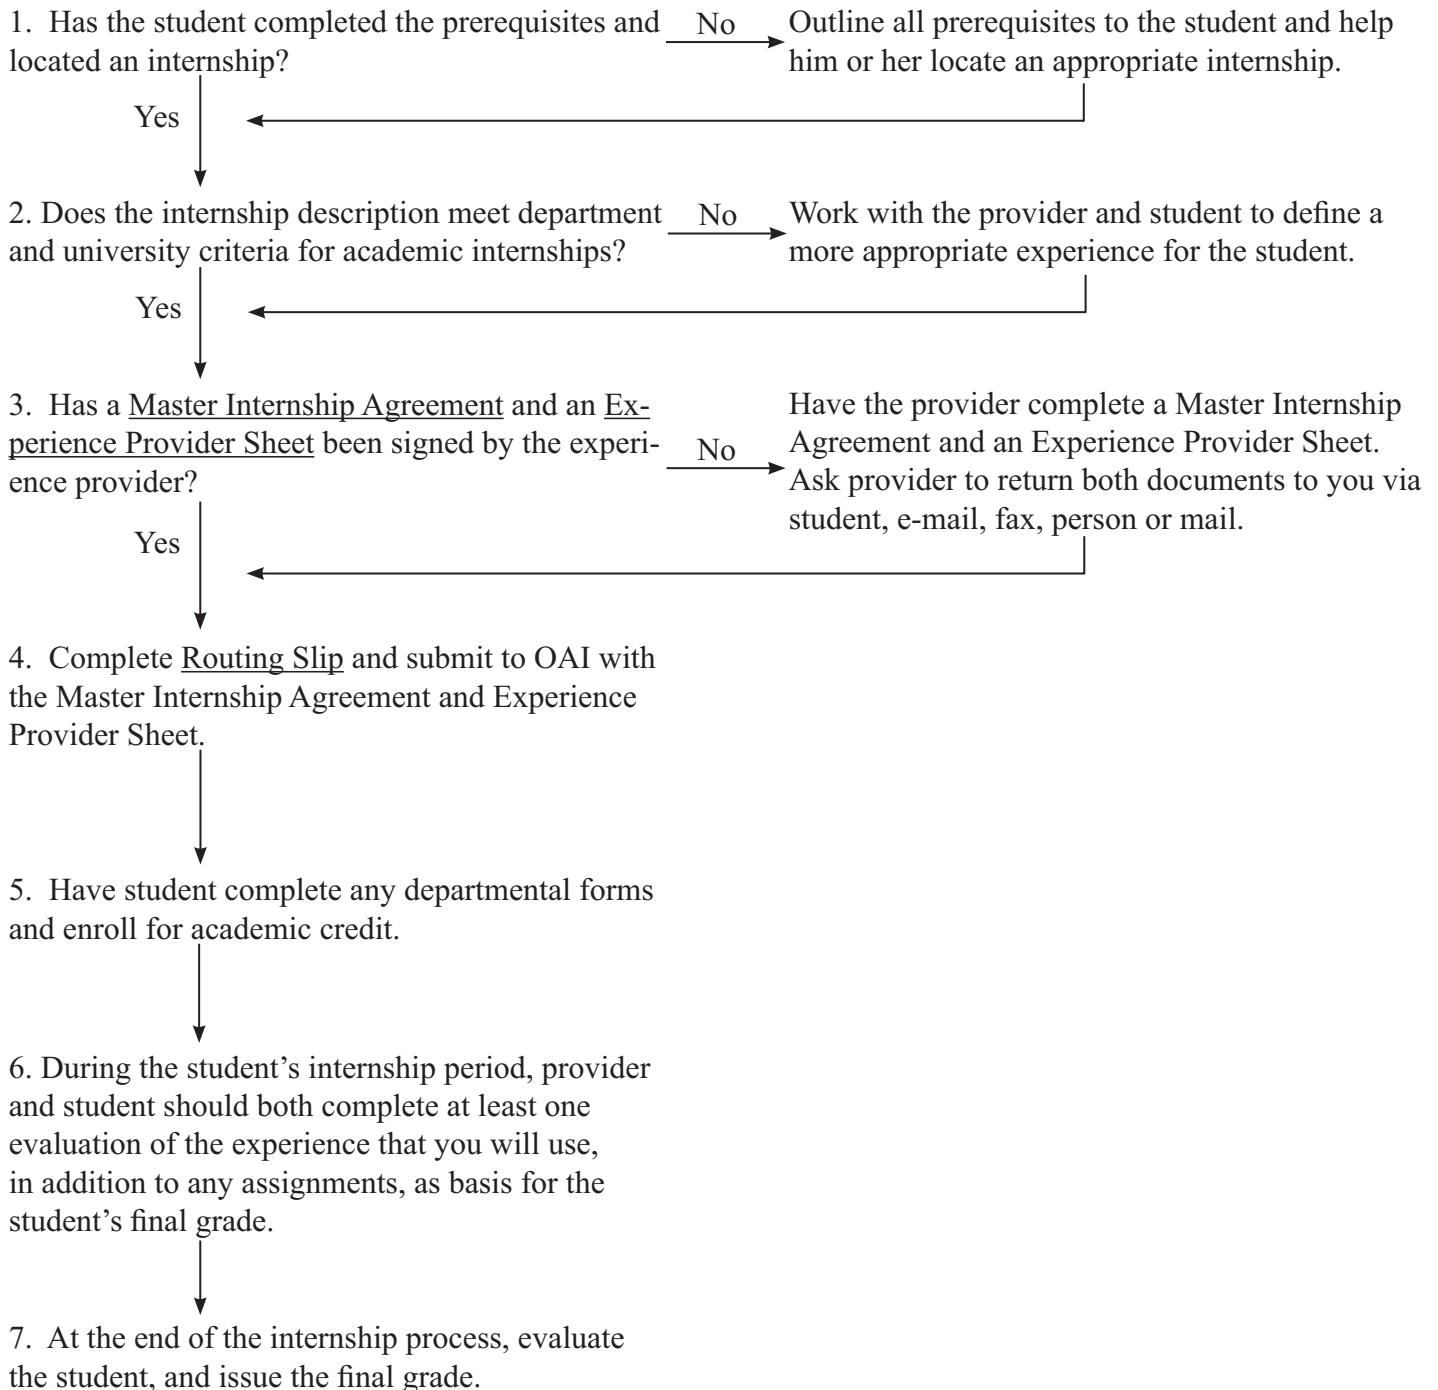 1.  Has the student completed the prerequisites and
located an internship?
No
Outline all prerequisites to the student and help
him or her locate an appropriate internship.
Yes
2. Does the internship description meet department
and university criteria for academic internships?
No
Work with the provider and student to define a
more appropriate experience for the student.
Yes
3.  Has a Master Internship Agreement and an Ex-
perience Provider Sheet been signed by the experi-
ence provider?
No
Have the provider complete a Master Internship
Agreement and an Experience Provider Sheet.
Ask provider to return both documents to you via
student, e-mail, fax, person or mail.
Yes
4.  Complete Routing Slip and submit to OAI with
the Master Internship Agreement and Experience
Provider Sheet.
5.  Have student complete any departmental forms
and enroll for academic credit.
6. During the student’s internship period, provider
and student should both complete at least one
evaluation of the experience that you will use,
in addition to any assignments, as basis for the
student’s final grade.
7.  At the end of the internship process, evaluate
the student, and issue the final grade.